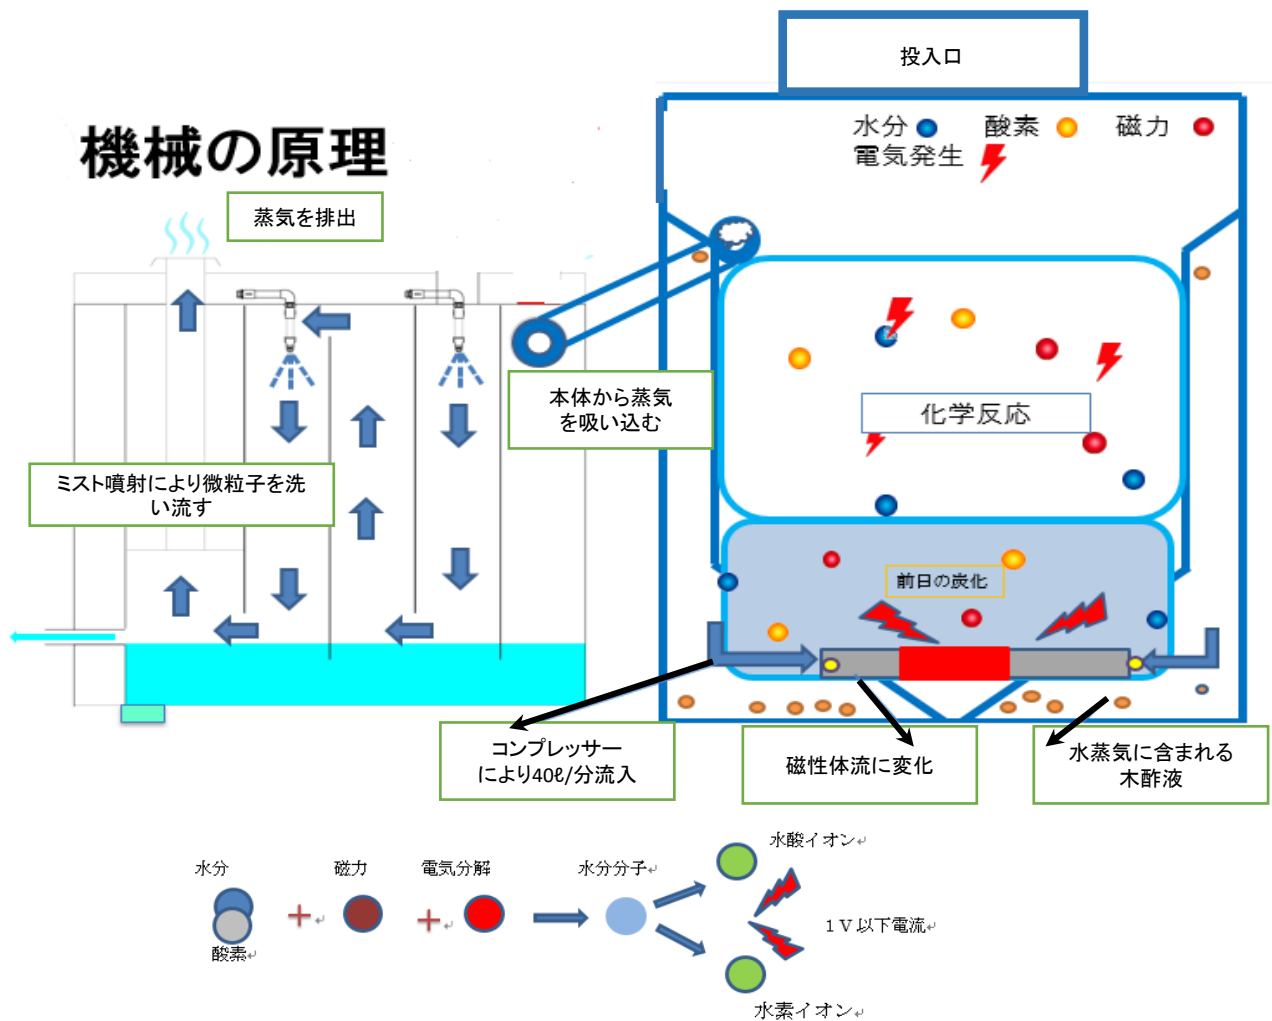 機械の原理
投入口
水分
酸素
磁力
電気発生
蒸気を排出
本体から蒸気
を吸い込む
化学反応
ミスト噴射により微粒子を洗
い流す
前日の炭化
コンプレッサー
により40ℓ/分流入
磁性体流に変化
水蒸気に含まれる
木酢液
水分
酸素
磁力
電気分解
水分分子
水酸イオン
1V以下電流
水素イオン